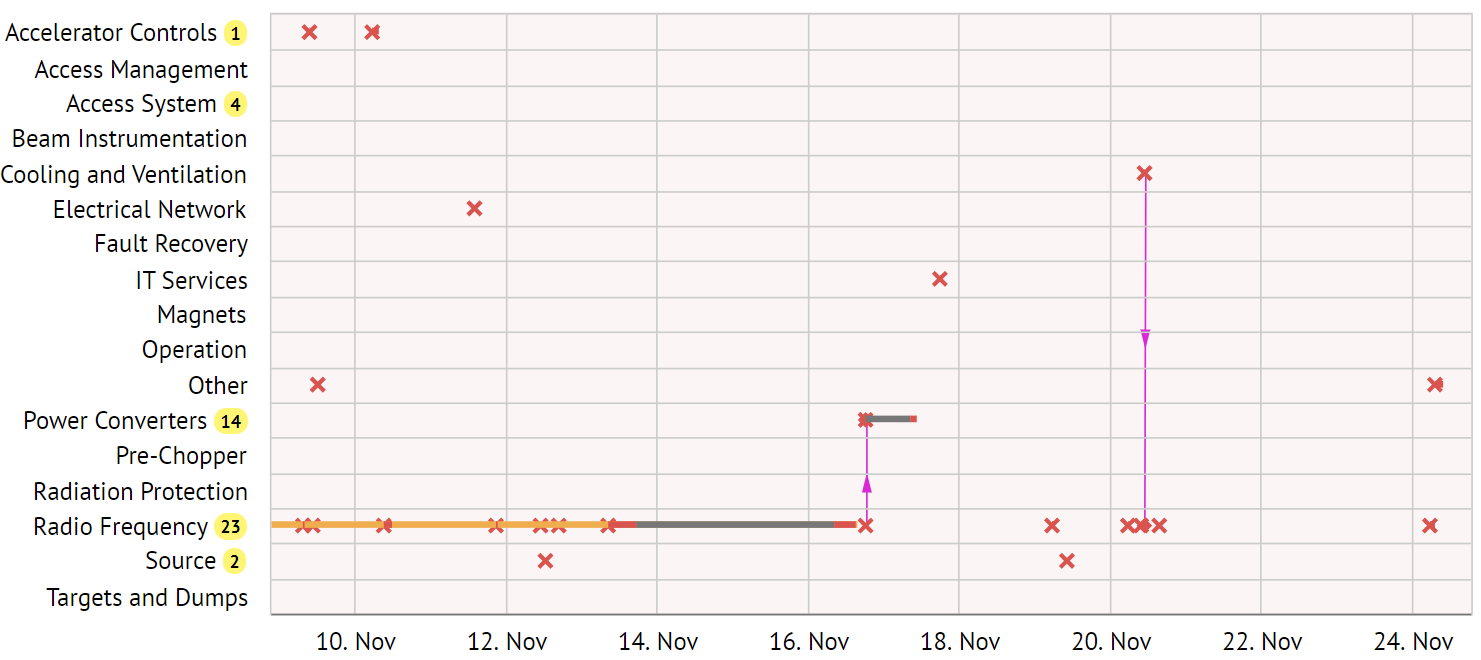 Accelerator Controls 1
Access Management
Access System 4
Beam Instrumentation
Cooling and Ventilation
Electrical Network
Fault Recovery
IT Services
Magnets
Operation
Other
Power Converters 14
Pre-Chopper
Radiation Protection
Radio Frequency 23
Source 2
Targets and Dumps
10. Nov 12. Nov 14. Nov 16. Nov 18. Nov 20. Nov 22. Nov 24. Nov